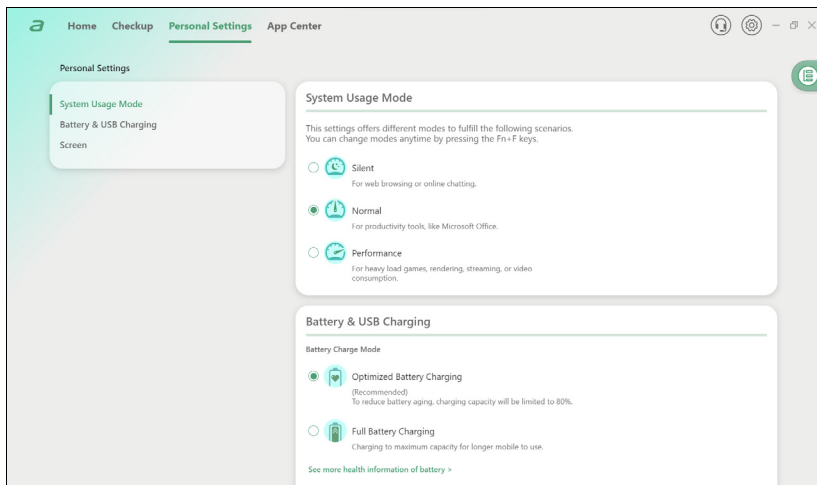 a Home Checkup Personal Settings App Center
Personal Settings
System Usage Mode
Battery & USB Charging
Screen
System Usage Mode
This settings offers different modes to fulfill the following scenarios.
You can change modes anytime by pressing the Fn+F keys.
Silent
For web browsing or online chatting.
Normal
For productivity tools, like Microsoft Office.
Performance
For heavy load games, rendering, streaming, or video
consumption.
Battery & USB Charging
Battery Charge Mode
Optimized Battery Charging
(Recommended)
To reduce battery aging, charging capacity will be limited to 80%.
Full Battery Charging
Charging to maximum capacity for longer mobile to use.
See more health information of battery >